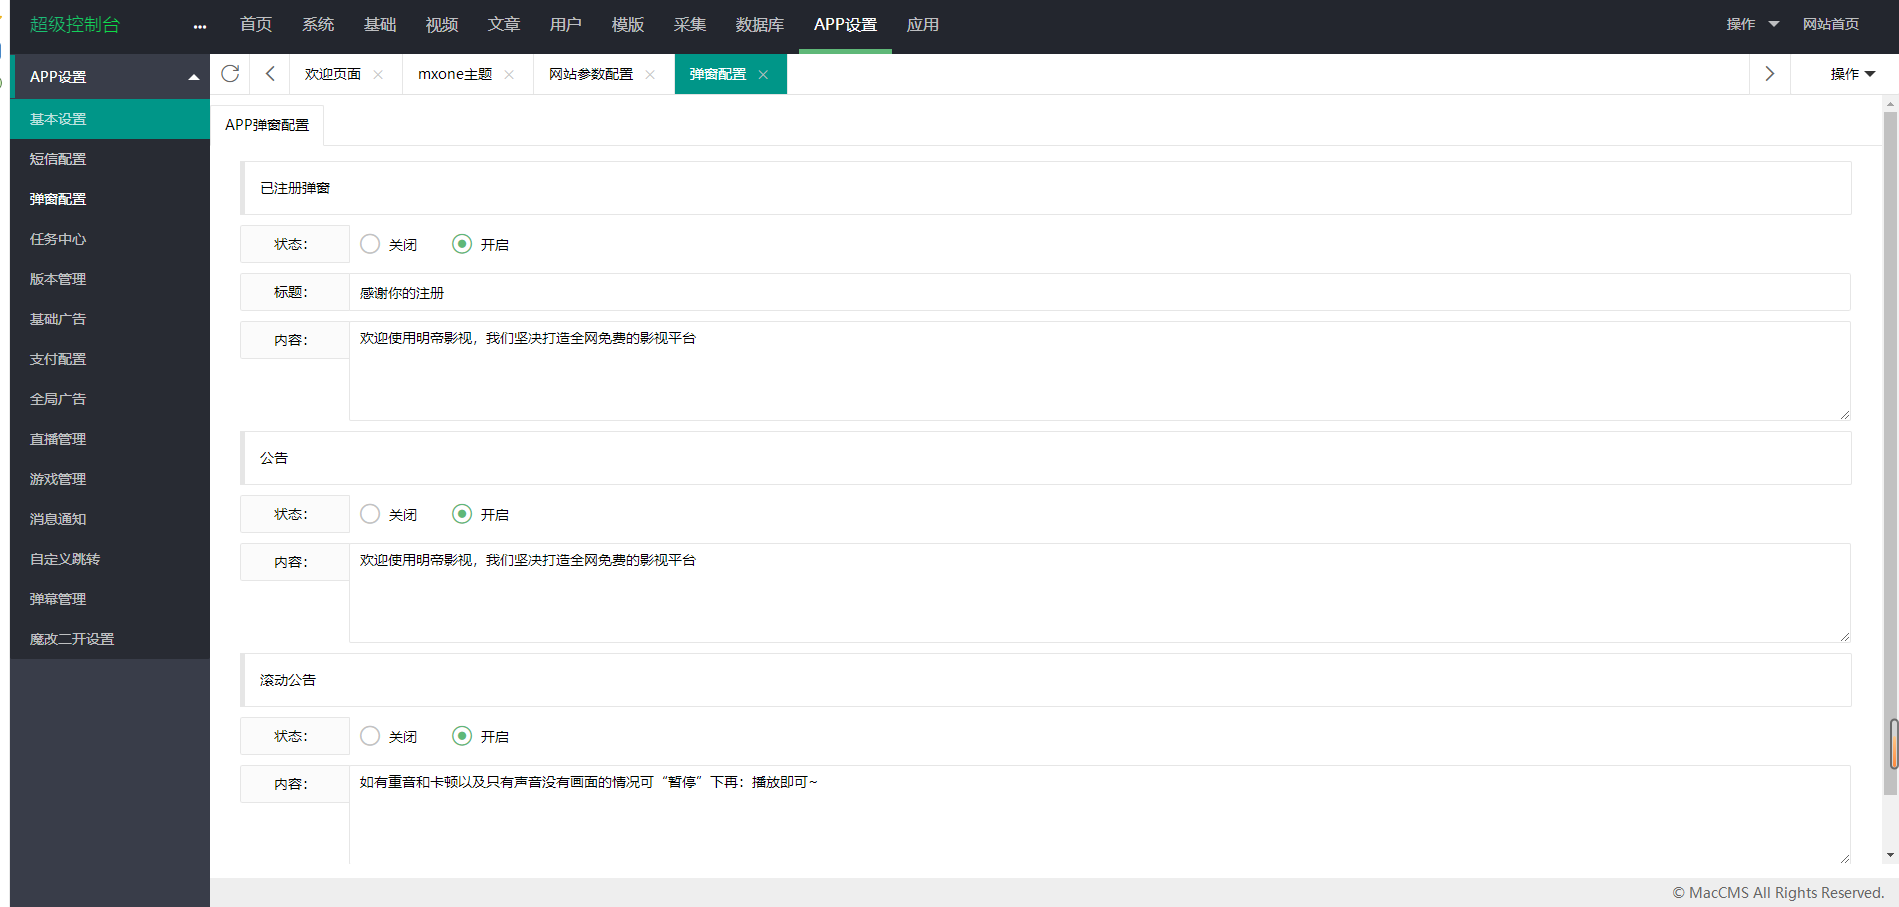 超级控制台 ... 首页 系统 基础 视频 文章 用户 模版 采集 数据库 APP设置 应用 操作 网站首页
APP设置
基本设置
短信配置
弹窗配置
任务中心
版本管理
基础广告
支付配置
全局广告
直播管理
游戏管理
消息通知
自定义跳转
弹幕管理
魔改二开设置
欢迎页面 mxone主题 网站参数配置 弹窗配置 操作
APP弹窗配置
已注册弹窗
状态： 关闭 开启
标题： 感谢你的注册
内容： 欢迎使用明帝影视，我们坚决打造全网免费的影视平台
公告
状态： 关闭 开启
内容： 欢迎使用明帝影视，我们坚决打造全网免费的影视平台
滚动公告
状态： 关闭 开启
内容： 如有重音和卡顿以及只有声音没有画面的情况可“暂停”下再：播放即可~
© MacCMS All Rights Reserved.